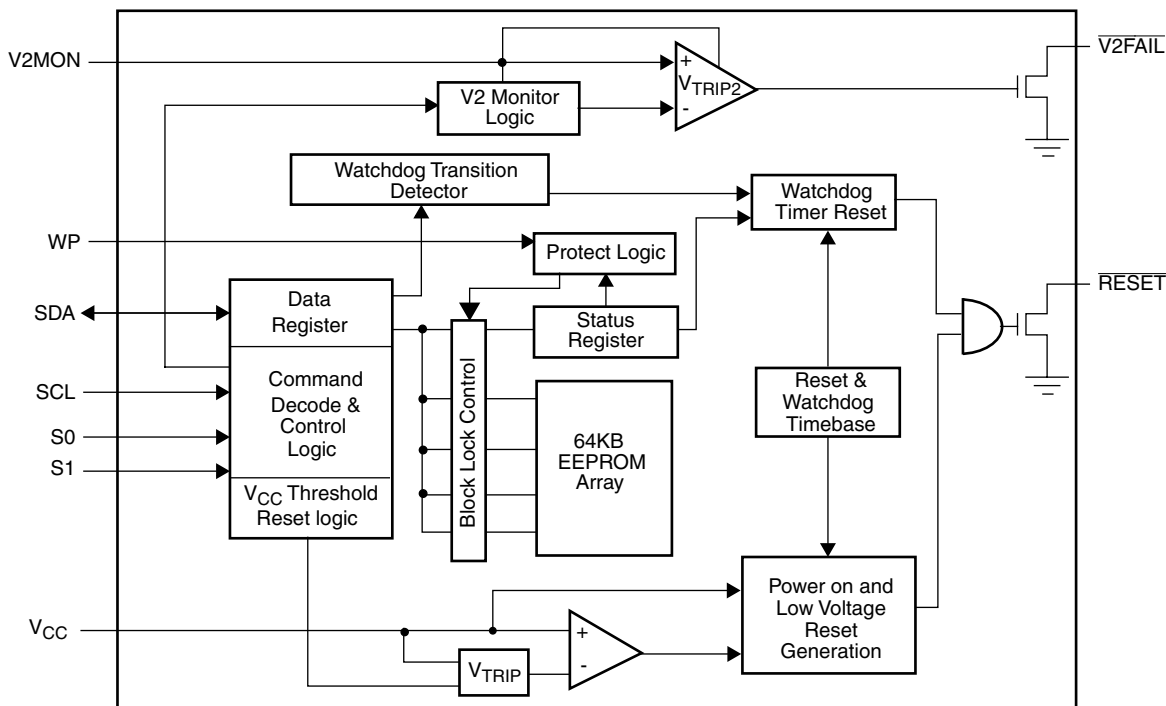 V2MON
V2 Monitor
Logic
+
VTRIP2
-
V2FAIL
Watchdog Transition
Detector
Watchdog
Timer Reset
WP
Protect Logic
SDA
Data
Register
Status
Register
RESET
SCL
S0
S1
Command
Decode &
Control
Logic
Block Lock Control
64KB
EEPROM
Array
Reset &
Watchdog
Timebase
VCC Threshold
Reset logic
VCC
VTRIP
+
-
Power on and
Low Voltage
Reset
Generation